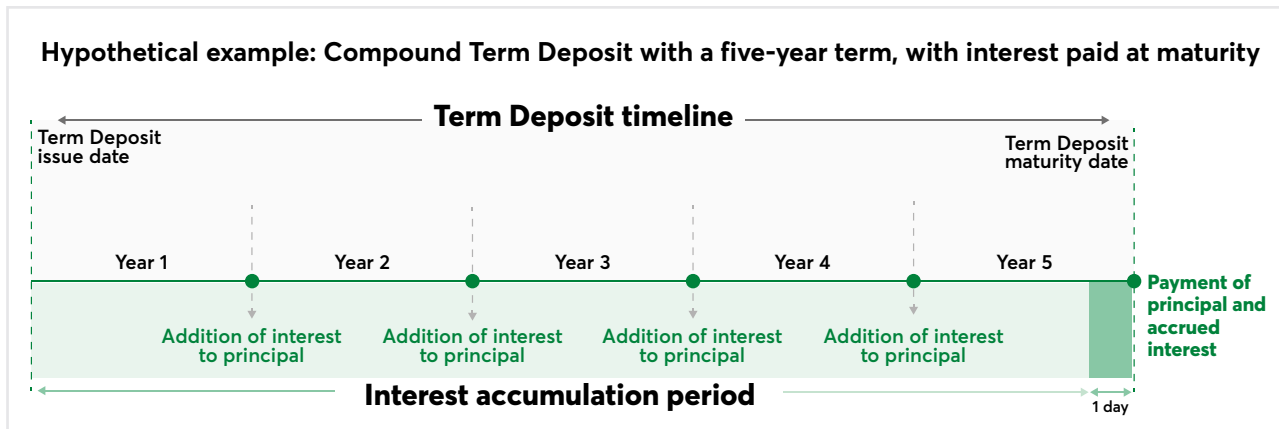 Hypothetical example: Compound Term Deposit with a five-year term, with interest paid at maturity
Term Deposit timeline
Term Deposit
issue date
Term Deposit
maturity date
Year 1
Year 2
Year 3
Year 4
Year 5
Addition of interest
to principal
Addition of interest
to principal
Addition of interest
to principal
Addition of interest
to principal
Payment of
principal and
accrued
interest
Interest accumulation period
1 day